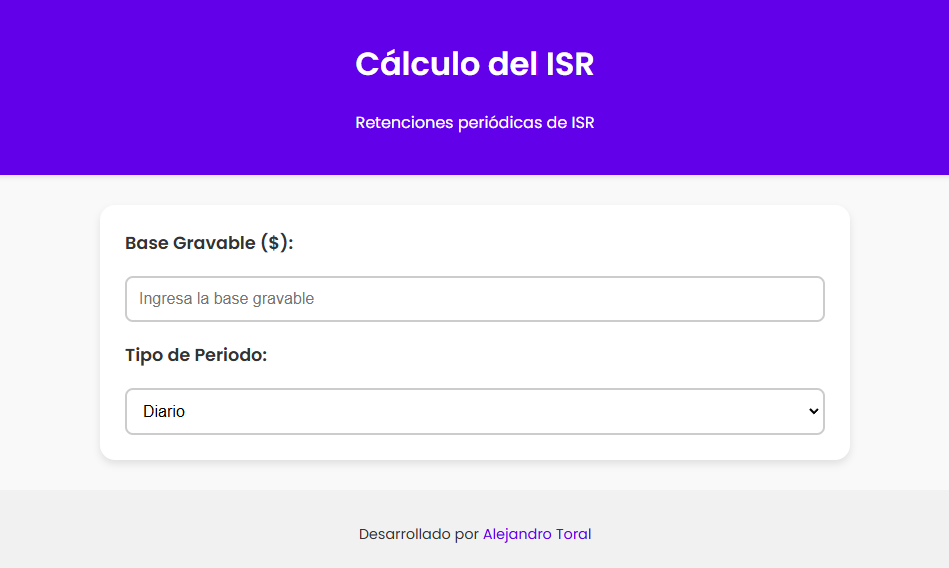 Cálculo del ISR
Retenciones periódicas de ISR
Base Gravable ($):
Ingresa la base gravable
Tipo de Periodo:
Diario
Desarrollado por Alejandro Toral